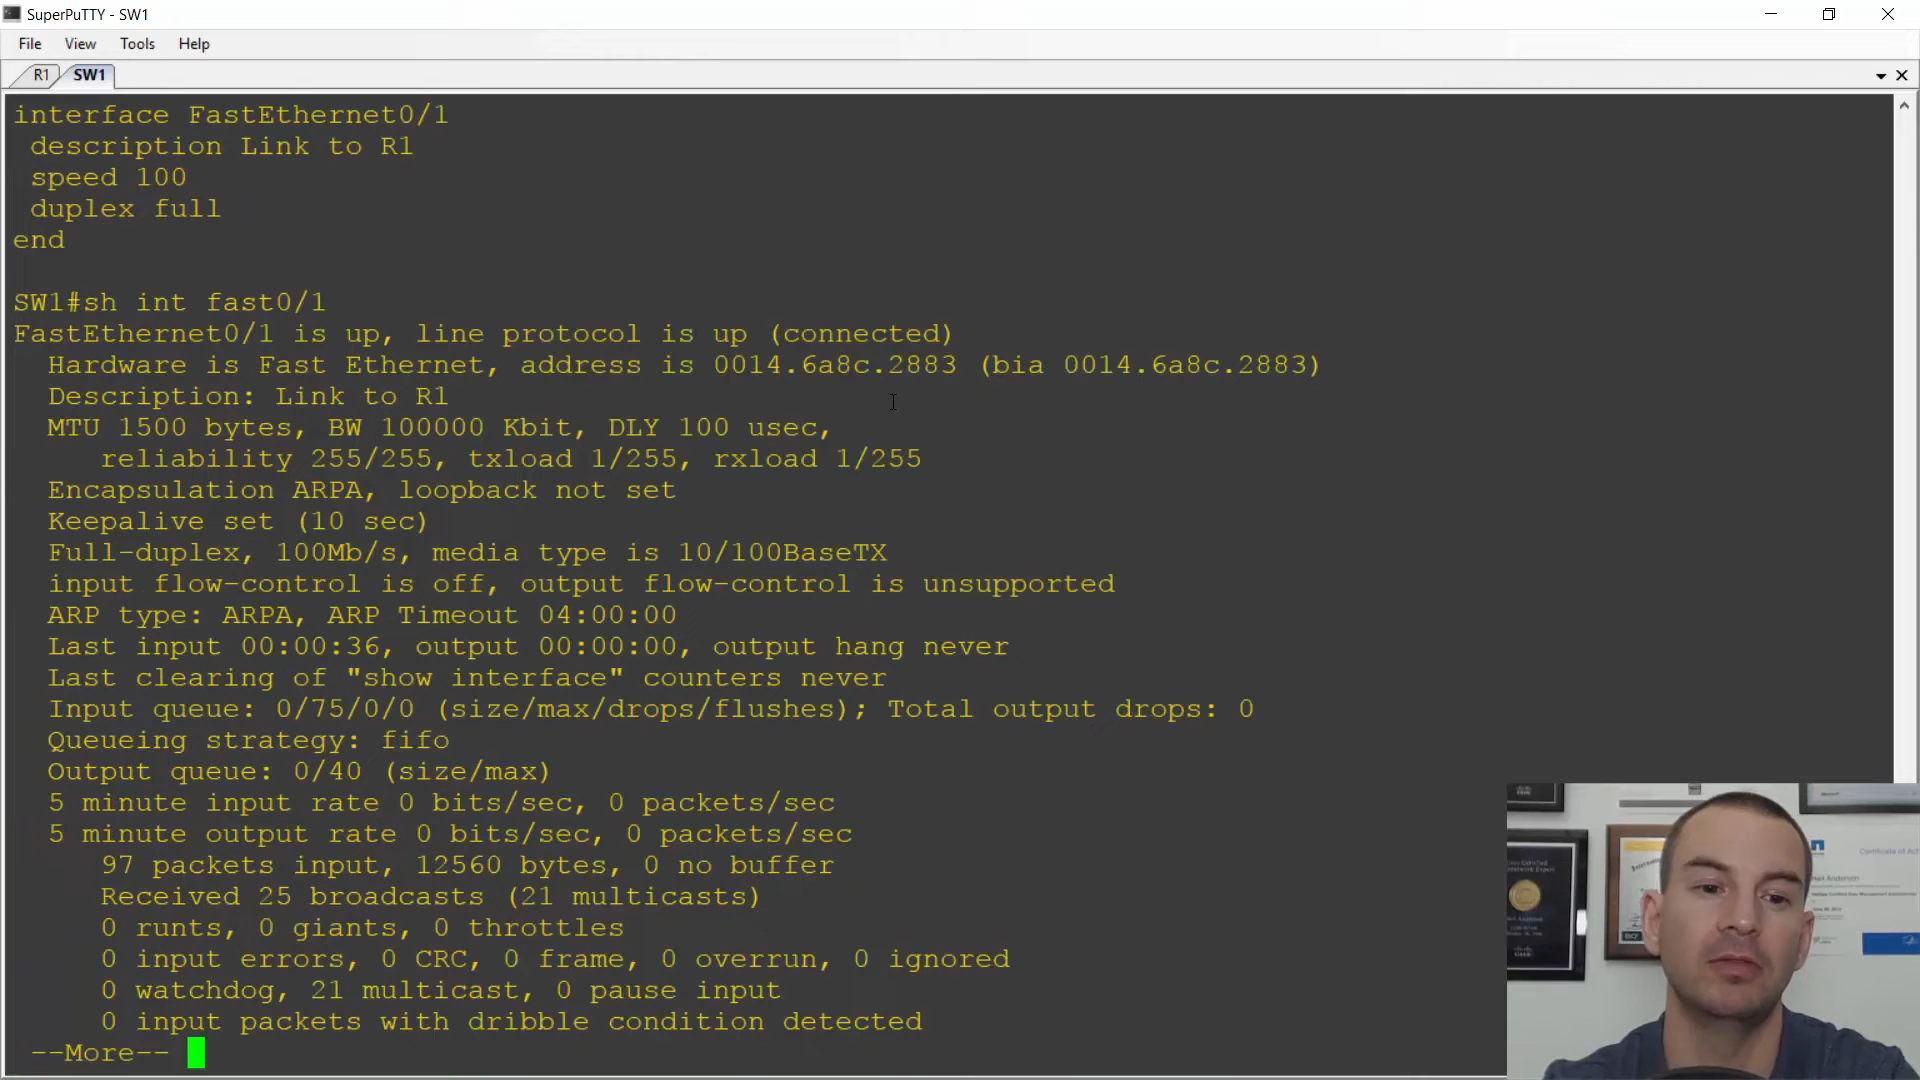 SuperPuTTY - SW1
File View Tools Help
R1 SW1
interface FastEthernet0/1
description Link to R1
speed 100
duplex full
end
SW1#sh int fast0/1
FastEthernet0/1 is up, line protocol is up (connected)
Hardware is Fast Ethernet, address is 0014.6a8c.2883 (bia 0014.6a8c.2883)
Description: Link to R1
MTU 1500 bytes, BW 100000 Kbit, DLY 100 usec,
reliability 255/255, txload 1/255, rxload 1/255
Encapsulation ARPA, loopback not set
Keepalive set (10 sec)
Full-duplex, 100Mb/s, media type is 10/100BaseTX
input flow-control is off, output flow-control is unsupported
ARP type: ARPA, ARP Timeout 04:00:00
Last input 00:00:36, output 00:00:00, output hang never
Last clearing of "show interface" counters never
Input queue: 0/75/0/0 (size/max/drops/flushes); Total output drops: 0
Queueing strategy: fifo
Output queue: 0/40 (size/max)
5 minute input rate 0 bits/sec, 0 packets/sec
5 minute output rate 0 bits/sec, 0 packets/sec
97 packets input, 12560 bytes, 0 no buffer
Received 25 broadcasts (21 multicasts)
0 runts, 0 giants, 0 throttles
0 input errors, 0 CRC, 0 frame, 0 overrun, 0 ignored
0 watchdog, 21 multicast, 0 pause input
0 input packets with dribble condition detected
--More--
Certificate of
Anderson